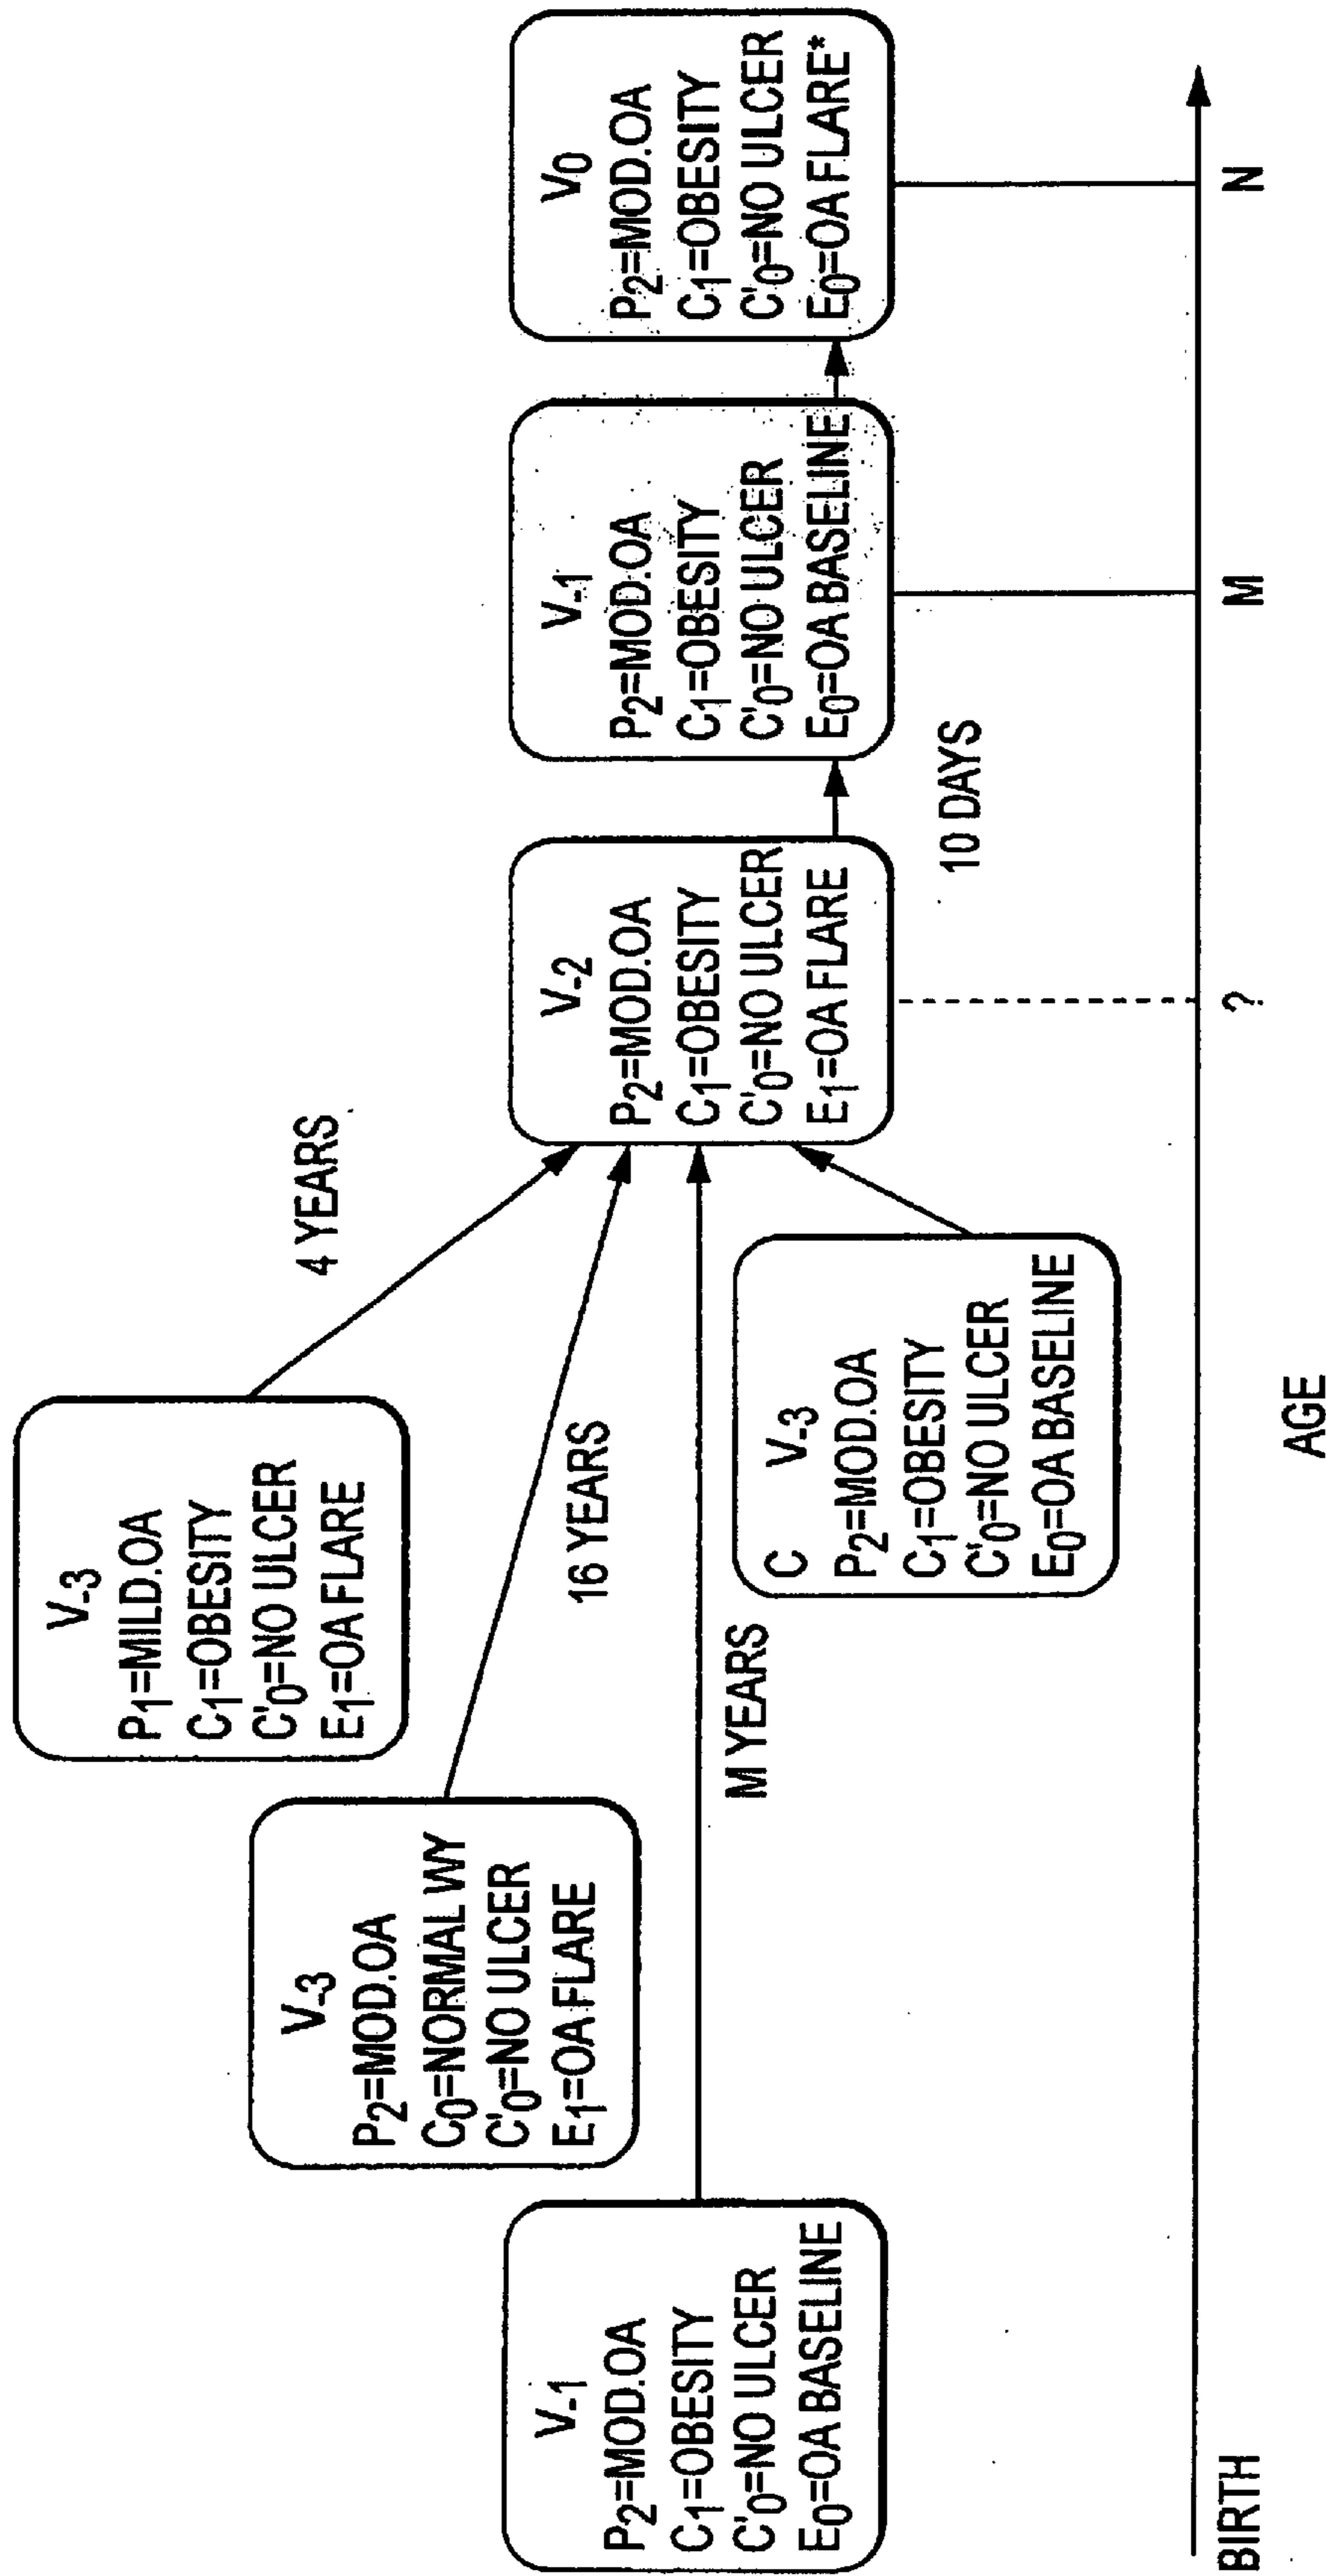 V-3
P1=MILD.OA
C1=OBESITY
C'0=NO ULCER
E1=OA FLARE
4 YEARS
V-3
P2=MOD.OA
C0=NORMAL WY
C'0=NO ULCER
E1=OA FLARE
16 YEARS
V-1
P2=MOD.OA
C1=OBESITY
C'0=NO ULCER
E0=OA BASELINE
M YEARS
C V-3
P2=MOD.OA
C1=OBESITY
C'0=NO ULCER
E0=OA BASELINE
V-2
P2=MOD.OA
C1=OBESITY
C'0=NO ULCER
E1=OA FLARE
10 DAYS
V-1
P2=MOD.OA
C1=OBESITY
C'0=NO ULCER
E0=OA BASELINE
V0
P2=MOD.OA
C1=OBESITY
C'0=NO ULCER
E0=OA FLARE*
BIRTH
?
M
N
AGE